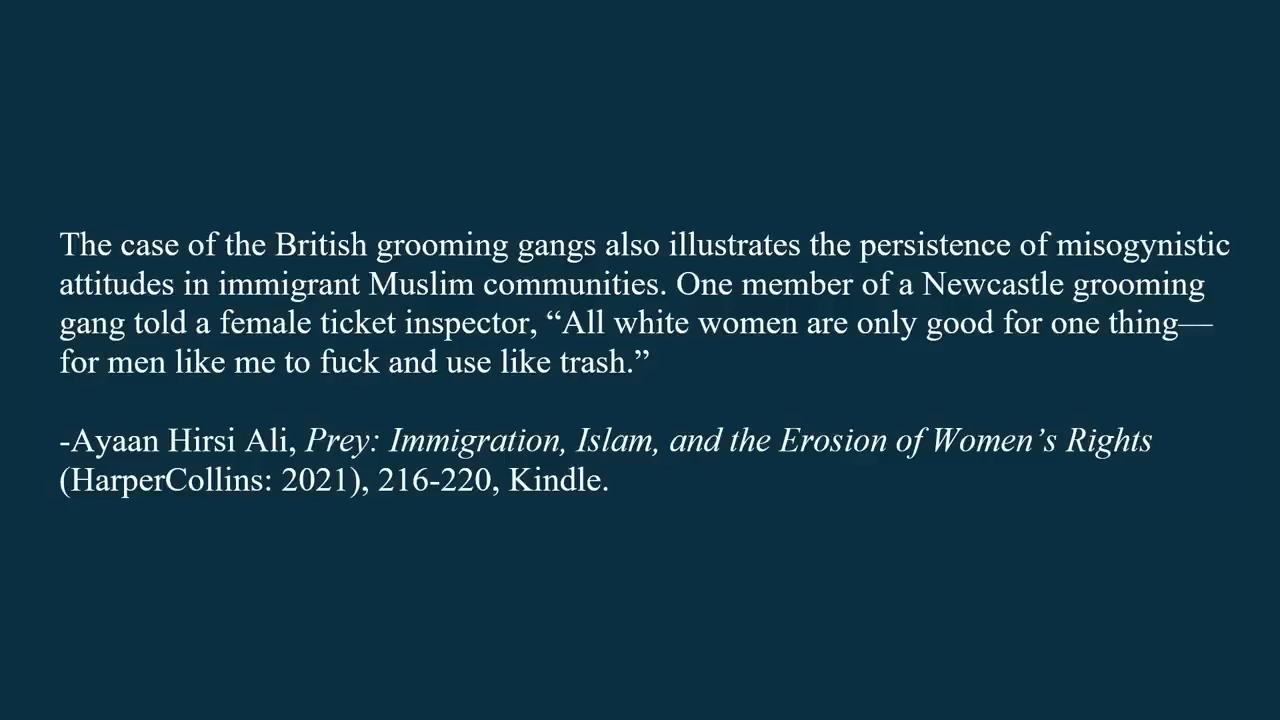 The case of the British grooming gangs also illustrates the persistence of misogynistic
attitudes in immigrant Muslim communities. One member of a Newcastle grooming
gang told a female ticket inspector, “All white women are only good for one thing—
for men like me to fuck and use like trash.”
-Ayaan Hirsi Ali, Prey: Immigration, Islam, and the Erosion of Women’s Rights
(HarperCollins: 2021), 216-220, Kindle.